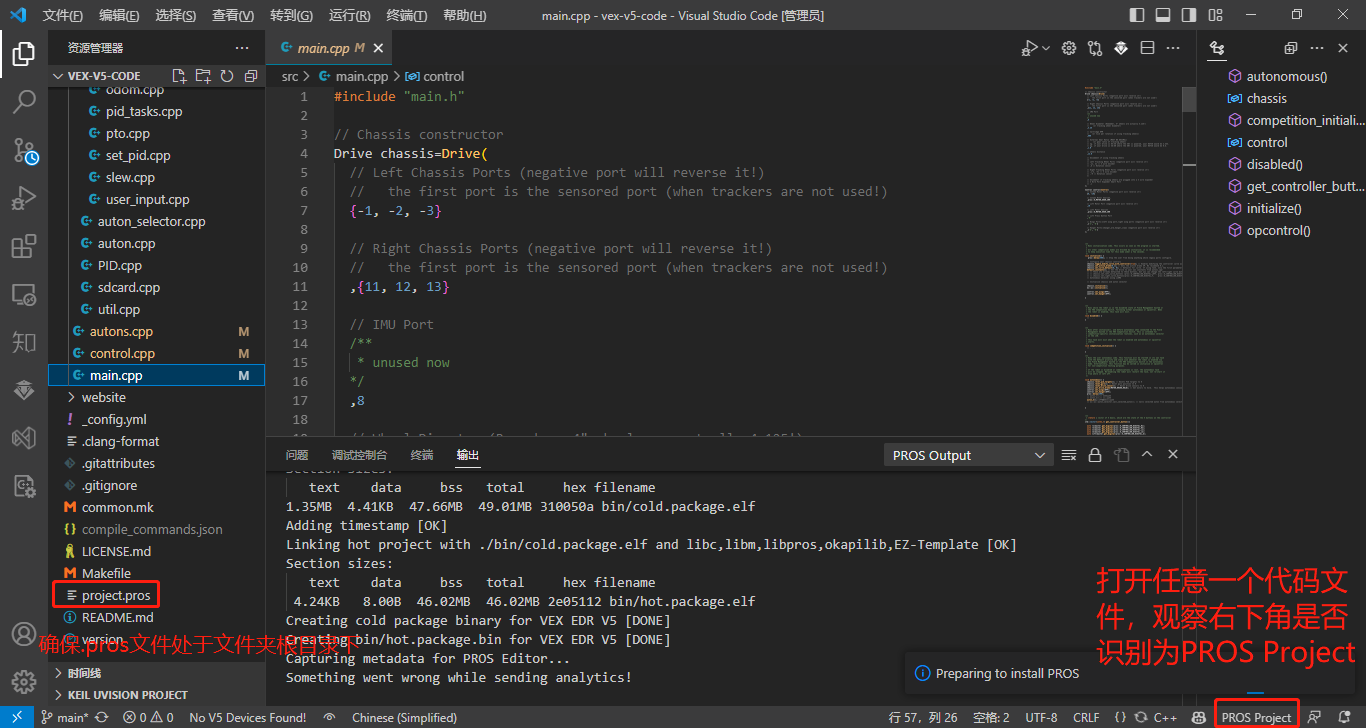 文件(F) 编辑(E) 选择(S) 查看(V) 转到(G) 运行(R) 终端(T) 帮助(H) main.cpp - vex-v5-code - Visual Studio Code [管理员]
资源管理器
main.cpp M
VEX-V5-CODE
odom.cpp
pid_tasks.cpp
pto.cpp
set_pid.cpp
slew.cpp
user_input.cpp
auton_selector.cpp
auton.cpp
PID.cpp
sdcard.cpp
util.cpp
autons.cpp M
control.cpp M
main.cpp M
website
_config.yml
.clang-format
.gitattributes
.gitignore
common.mk
compile_commands.json
LICENSE.md
Makefile
project.pros
README.md
version
确保.pros文件处于文件夹根目录下
时间线
KEIL UVISION PROJECT
知
src > main.cpp > control
1 #include "main.h"
2
3 // Chassis constructor
4 Drive chassis=Drive(
5 // Left Chassis Ports (negative port will reverse it!)
6 // the first port is the sensored port (when trackers are not used!)
7 {-1, -2, -3}
8
9 // Right Chassis Ports (negative port will reverse it!)
10 // the first port is the sensored port (when trackers are not used!)
11 ,{11, 12, 13}
12
13 // IMU Port
14 /**
15 * unused now
16 */
17 ,8
18
autonomous()
chassis
competition_initiali...
control
disabled()
get_controller_butt...
initialize()
opcontrol()
问题 调试控制台 终端 输出 PROS Output
Section sizes:
text data bss total hex filename
1.35MB 4.41KB 47.66MB 49.01MB 310050a bin/cold.package.elf
Adding timestamp [OK]
Linking hot project with ./bin/cold.package.elf and libc,libm,libpros,okapilib,EZ-Template [OK]
Section sizes:
text data bss total hex filename
4.24KB 8.00B 46.02MB 46.02MB 2e05112 bin/hot.package.elf
Creating cold package binary for VEX EDR V5 [DONE]
Creating bin/hot.package.bin for VEX EDR V5 [DONE]
Capturing metadata for PROS Editor...
Something went wrong while sending analytics!
打开任意一个代码文
件，观察右下角是否
识别为PROS Project
Preparing to install PROS
main* 0 0 No V5 Devices Found! Chinese (Simplified) 行 57，列 26 空格: 2 UTF-8 CRLF {} C++ PROS Project